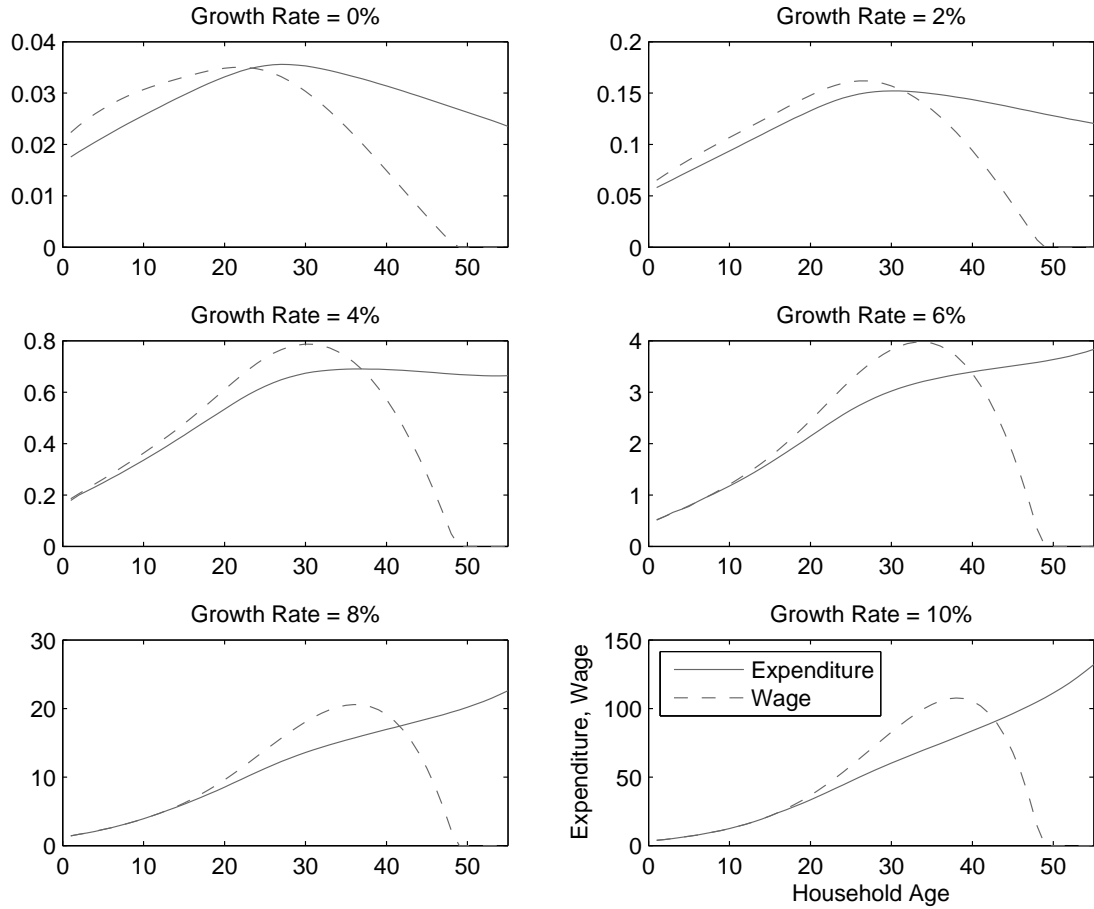 Growth Rate = 0%
0.04
0.03
0.02
0.01
0
0 10 20 30 40 50
Growth Rate = 2%
0.2
0.15
0.1
0.05
0
0 10 20 30 40 50
Growth Rate = 4%
0.8
0.6
0.4
0.2
0
0 10 20 30 40 50
Growth Rate = 6%
4
3
2
1
0
0 10 20 30 40 50
Growth Rate = 8%
30
20
10
0
0 10 20 30 40 50
Growth Rate = 10%
Expenditure, Wage
150
100
50
0
Expenditure
Wage
0 10 20 30 40 50
Household Age